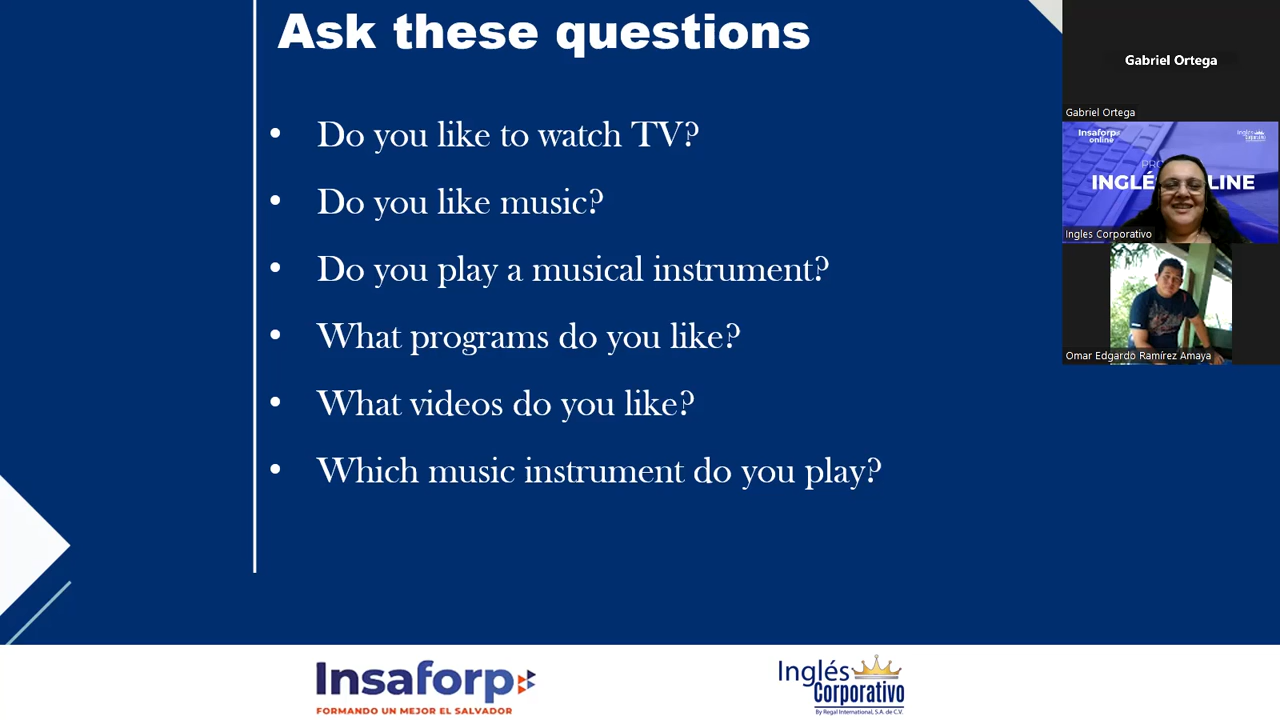 Ask these questions
• Do you like to watch TV?
• Do you like music?
• Do you play a musical instrument?
• What programs do you like?
• What videos do you like?
• Which music instrument do you play?
Gabriel Ortega
Gabriel Ortega
Insaforp
online
Inglés
Corporativo
PRO
INGLÉ LINE
Ingles Corporativo
Omar Edgardo Ramírez Amaya
Insaforp
FORMANDO UN MEJOR EL SALVADOR
Inglés
Corporativo
By Regal International, S.A. de C.V.